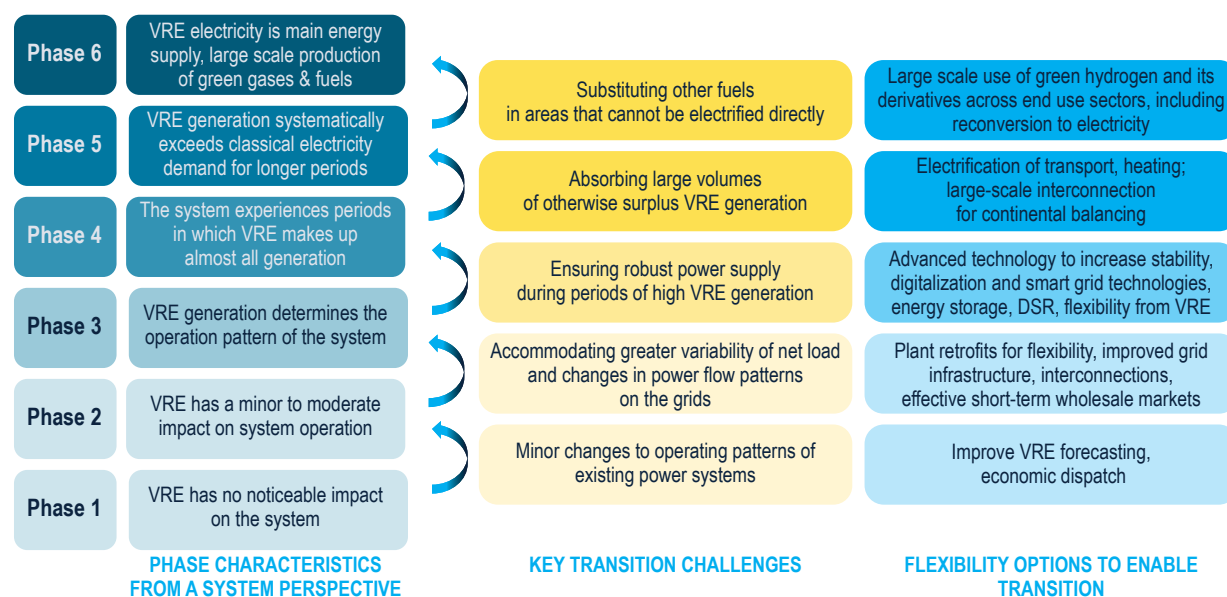 Phase 6
VRE electricity is main energy
supply, large scale production
of green gases & fuels
Phase 5
VRE generation systematically
exceeds classical electricity
demand for longer periods
Phase 4
The system experiences periods
in which VRE makes up
almost all generation
Phase 3
VRE generation determines the
operation pattern of the system
Phase 2
VRE has a minor to moderate
impact on system operation
Phase 1
VRE has no noticeable impact
on the system
PHASE CHARACTERISTICS
FROM A SYSTEM PERSPECTIVE
Substituting other fuels
in areas that cannot be electrified directly
Absorbing large volumes
of otherwise surplus VRE generation
Ensuring robust power supply
during periods of high VRE generation
Accommodating greater variability of net load
and changes in power flow patterns
on the grids
Minor changes to operating patterns of
existing power systems
KEY TRANSITION CHALLENGES
Large scale use of green hydrogen and its
derivatives across end use sectors, including
reconversion to electricity
Electrification of transport, heating;
large-scale interconnection
for continental balancing
Advanced technology to increase stability,
digitalization and smart grid technologies,
energy storage, DSR, flexibility from VRE
Plant retrofits for flexibility, improved grid
infrastructure, interconnections,
effective short-term wholesale markets
Improve VRE forecasting,
economic dispatch
FLEXIBILITY OPTIONS TO ENABLE
TRANSITION